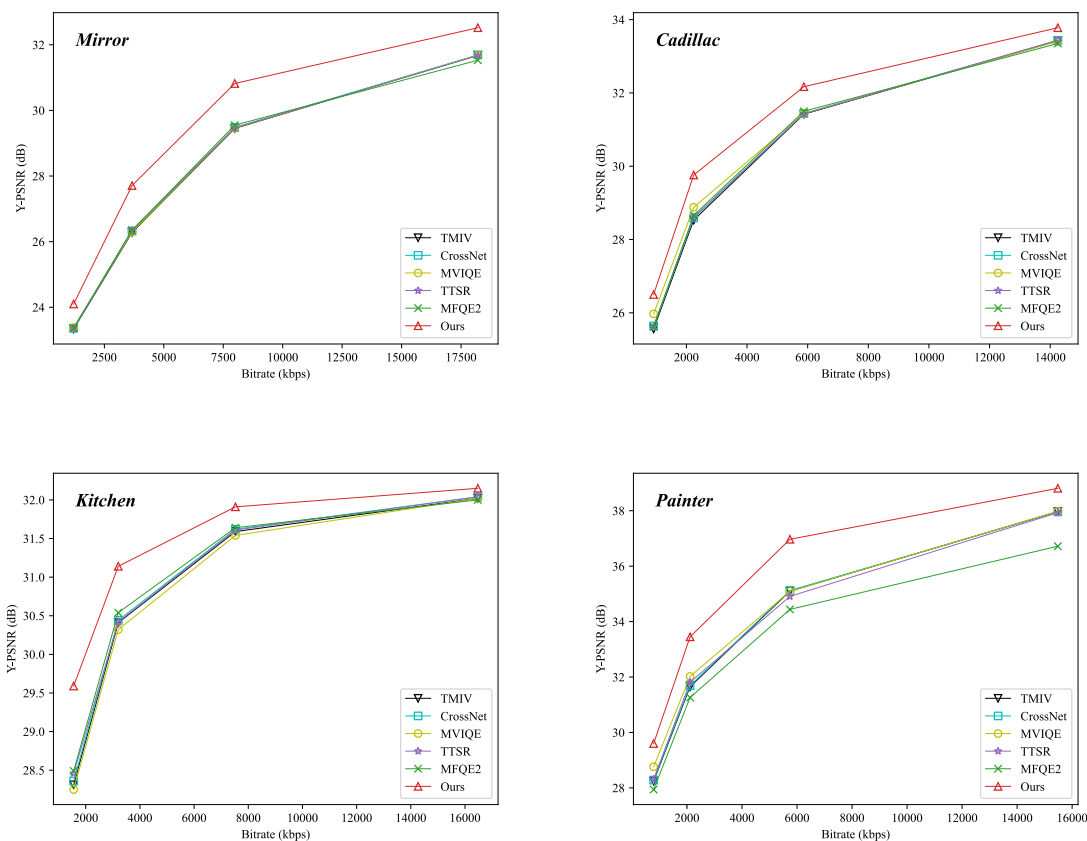 Mirror
Y-PSNR (dB)
32
30
28
26
24
2500
5000
7500
10000
12500
15000
17500
Bitrate (kbps)
TMIV
CrossNet
MVIQE
TTSR
MFQE2
Ours
Cadillac
Y-PSNR (dB)
34
32
30
28
26
2000
4000
6000
8000
10000
12000
14000
Bitrate (kbps)
TMIV
CrossNet
MVIQE
TTSR
MFQE2
Ours
Kitchen
Y-PSNR (dB)
32.0
31.5
31.0
30.5
30.0
29.5
29.0
28.5
2000
4000
6000
8000
10000
12000
14000
16000
Bitrate (kbps)
TMIV
CrossNet
MVIQE
TTSR
MFQE2
Ours
Painter
Y-PSNR (dB)
38
36
34
32
30
28
2000
4000
6000
8000
10000
12000
14000
16000
Bitrate (kbps)
TMIV
CrossNet
MVIQE
TTSR
MFQE2
Ours